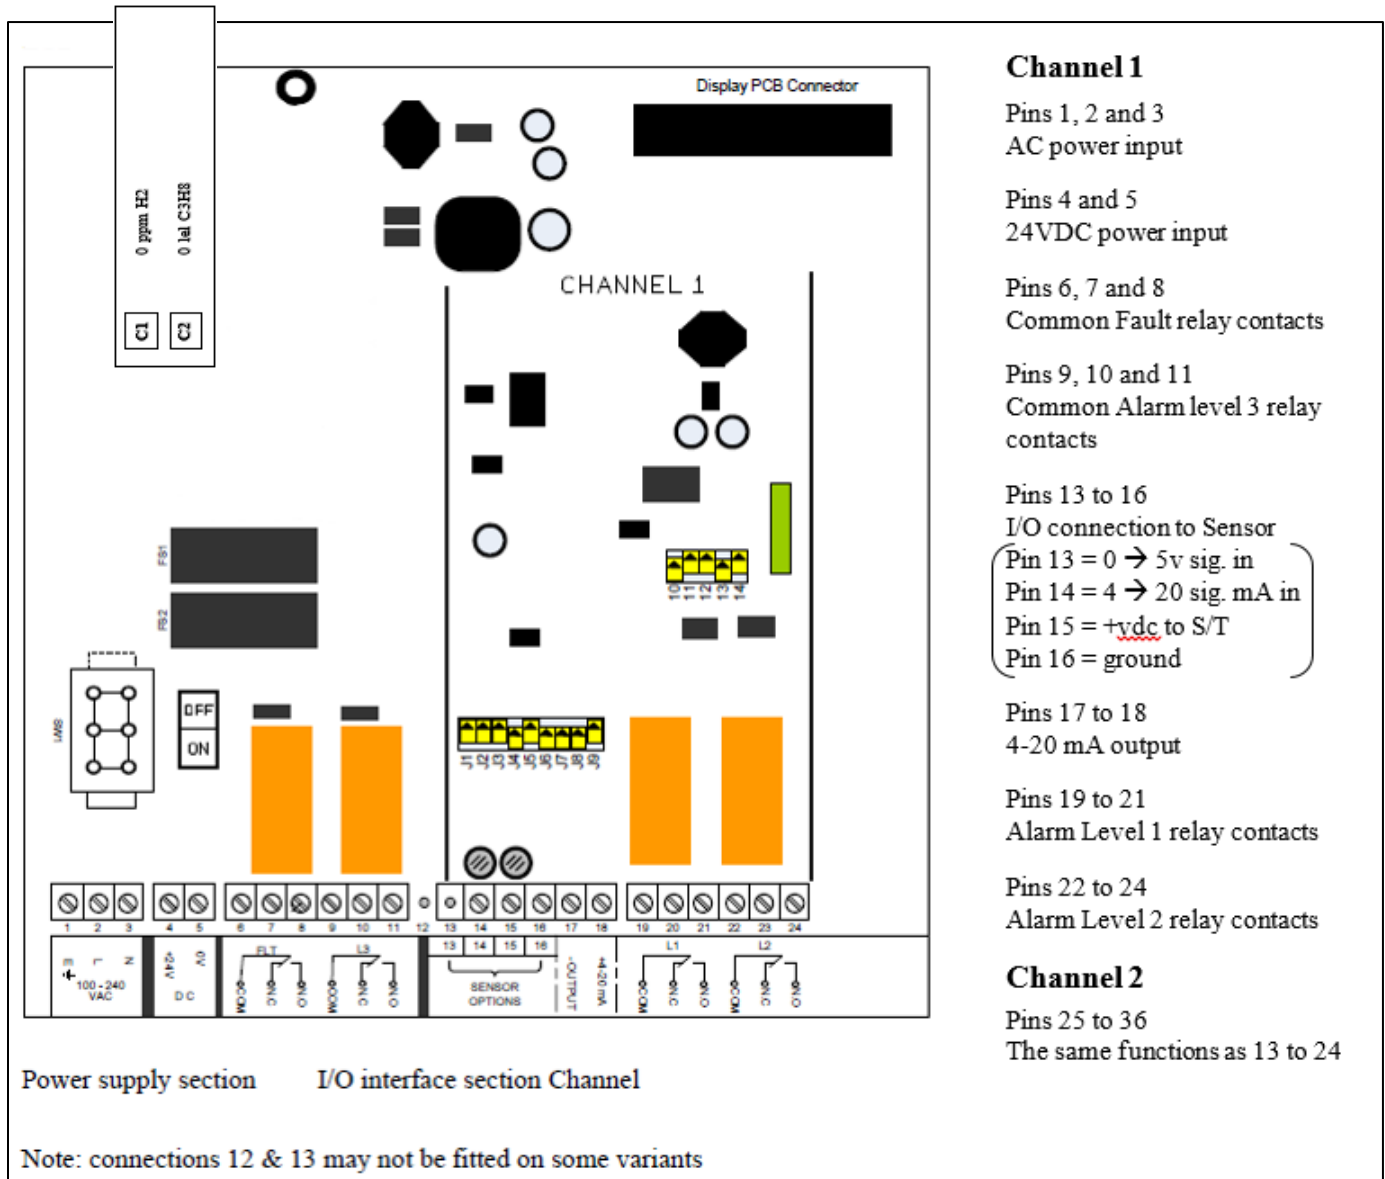 Display PCB Connector
0 ppm H2
0 lel C3H8
C1
C2
CHANNEL 1
FS1
FS2
10
11
12
13
14
OFF
ON
SW1
J1
J2
J3
J4
J5
J6
J7
J8
J9
1 2 3 4 5 6 7 8 9 10 11 12 13 14 15 16 17 18 19 20 21 22 23 24
13 14 15 16
E L N
100 - 240
VAC
+24V 0V
D C
FLT
COM N.C N.O
L3
COM N.C N.O
SENSOR
OPTIONS
-OUTPUT
+4-20 mA
L1
COM N.C N.O
L2
COM N.C N.O
Power supply section I/O interface section Channel
Note: connections 12 & 13 may not be fitted on some variants
Channel 1
Pins 1, 2 and 3
AC power input
Pins 4 and 5
24VDC power input
Pins 6, 7 and 8
Common Fault relay contacts
Pins 9, 10 and 11
Common Alarm level 3 relay
contacts
Pins 13 to 16
I/O connection to Sensor
Pin 13 = 0 → 5v sig. in
Pin 14 = 4 → 20 sig. mA in
Pin 15 = +vdc to S/T
Pin 16 = ground
Pins 17 to 18
4-20 mA output
Pins 19 to 21
Alarm Level 1 relay contacts
Pins 22 to 24
Alarm Level 2 relay contacts
Channel 2
Pins 25 to 36
The same functions as 13 to 24